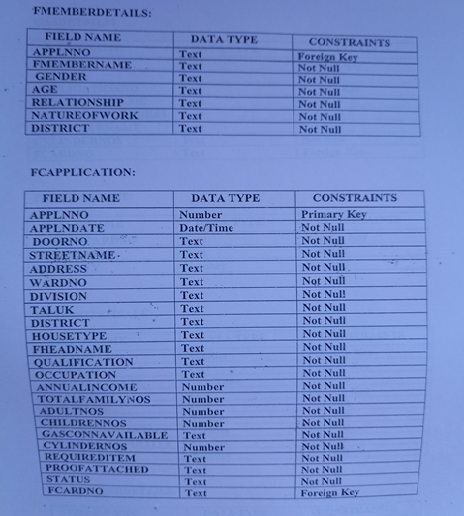 FMEMBERDETAILS:
FIELD NAME DATA TYPE CONSTRAINTS
APPLNNO Text Foreign Key
FMEMBERNAME Text Not Null
GENDER Text Not Null
AGE Text Not Null
RELATIONSHIP Text Not Null
NATUREOFWORK Text Not Null
DISTRICT Text Not Null
FCAPPLICATION:
FIELD NAME DATA TYPE CONSTRAINTS
APPLNNO Number Primary Key
APPLNDATE Date/Time Not Null
DOORNO Text Not Null
STREETNAME Text Not Null
ADDRESS Text Not Null
WARDNO Text Not Null
DIVISION Text Not Null
TALUK Text Not Null
DISTRICT Text Not Null
HOUSETYPE Text Not Null
FHEADNAME Text Not Null
QUALIFICATION Text Not Null
OCCUPATION Text Not Null
ANNUALINCOME Number Not Null
TOTALFAMILYNOS Number Not Null
ADULTNOS Number Not Null
CHILDRENNOS Number Not Null
GASCONNAVAILABLE Text Not Null
CYLINDERNOS Number Not Null
REQUIREDITEM Text Not Null
PROOFATTACHED Text Not Null
STATUS Text Not Null
FCARDNO Text Foreign Key